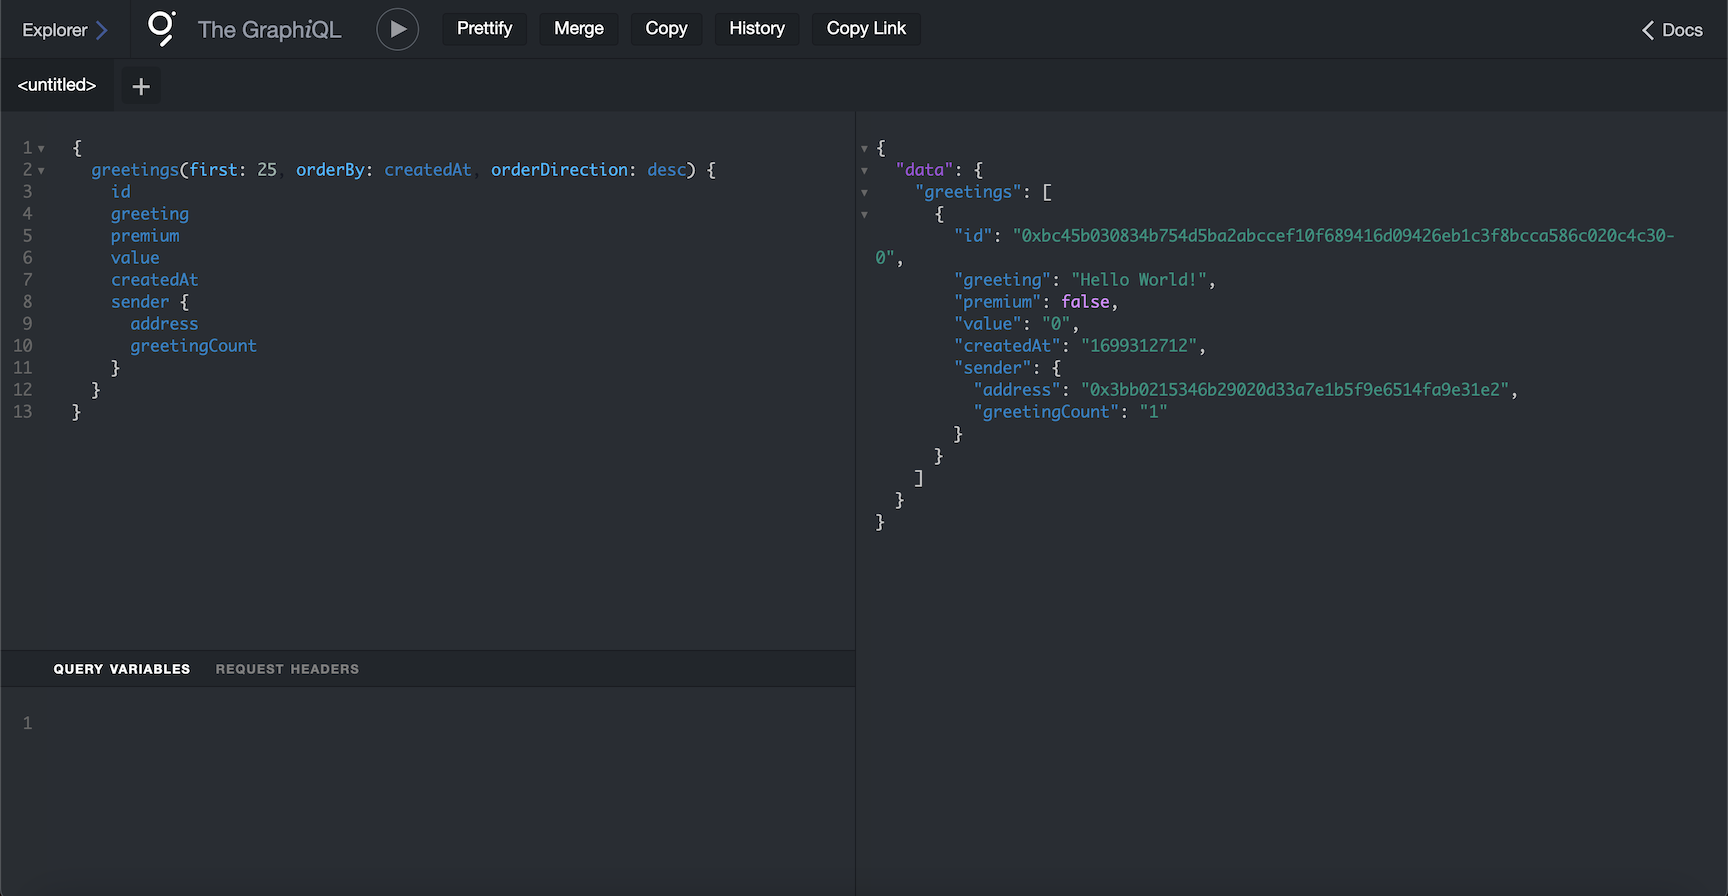 Explorer
The GraphiQL
Prettify
Merge
Copy
History
Copy Link
Docs
<untitled>
+
1 {
2 greetings(first: 25, orderBy: createdAt, orderDirection: desc) {
3 id
4 greeting
5 premium
6 value
7 createdAt
8 sender {
9 address
10 greetingCount
11 }
12 }
13 }
QUERY VARIABLES
REQUEST HEADERS
1
{
"data": {
"greetings": [
{
"id": "0xbc45b030834b754d5ba2abccef10f689416d09426eb1c3f8bcca586c020c4c30-
0",
"greeting": "Hello World!",
"premium": false,
"value": "0",
"createdAt": "1699312712",
"sender": {
"address": "0x3bb0215346b29020d33a7e1b5f9e6514fa9e31e2",
"greetingCount": "1"
}
}
]
}
}